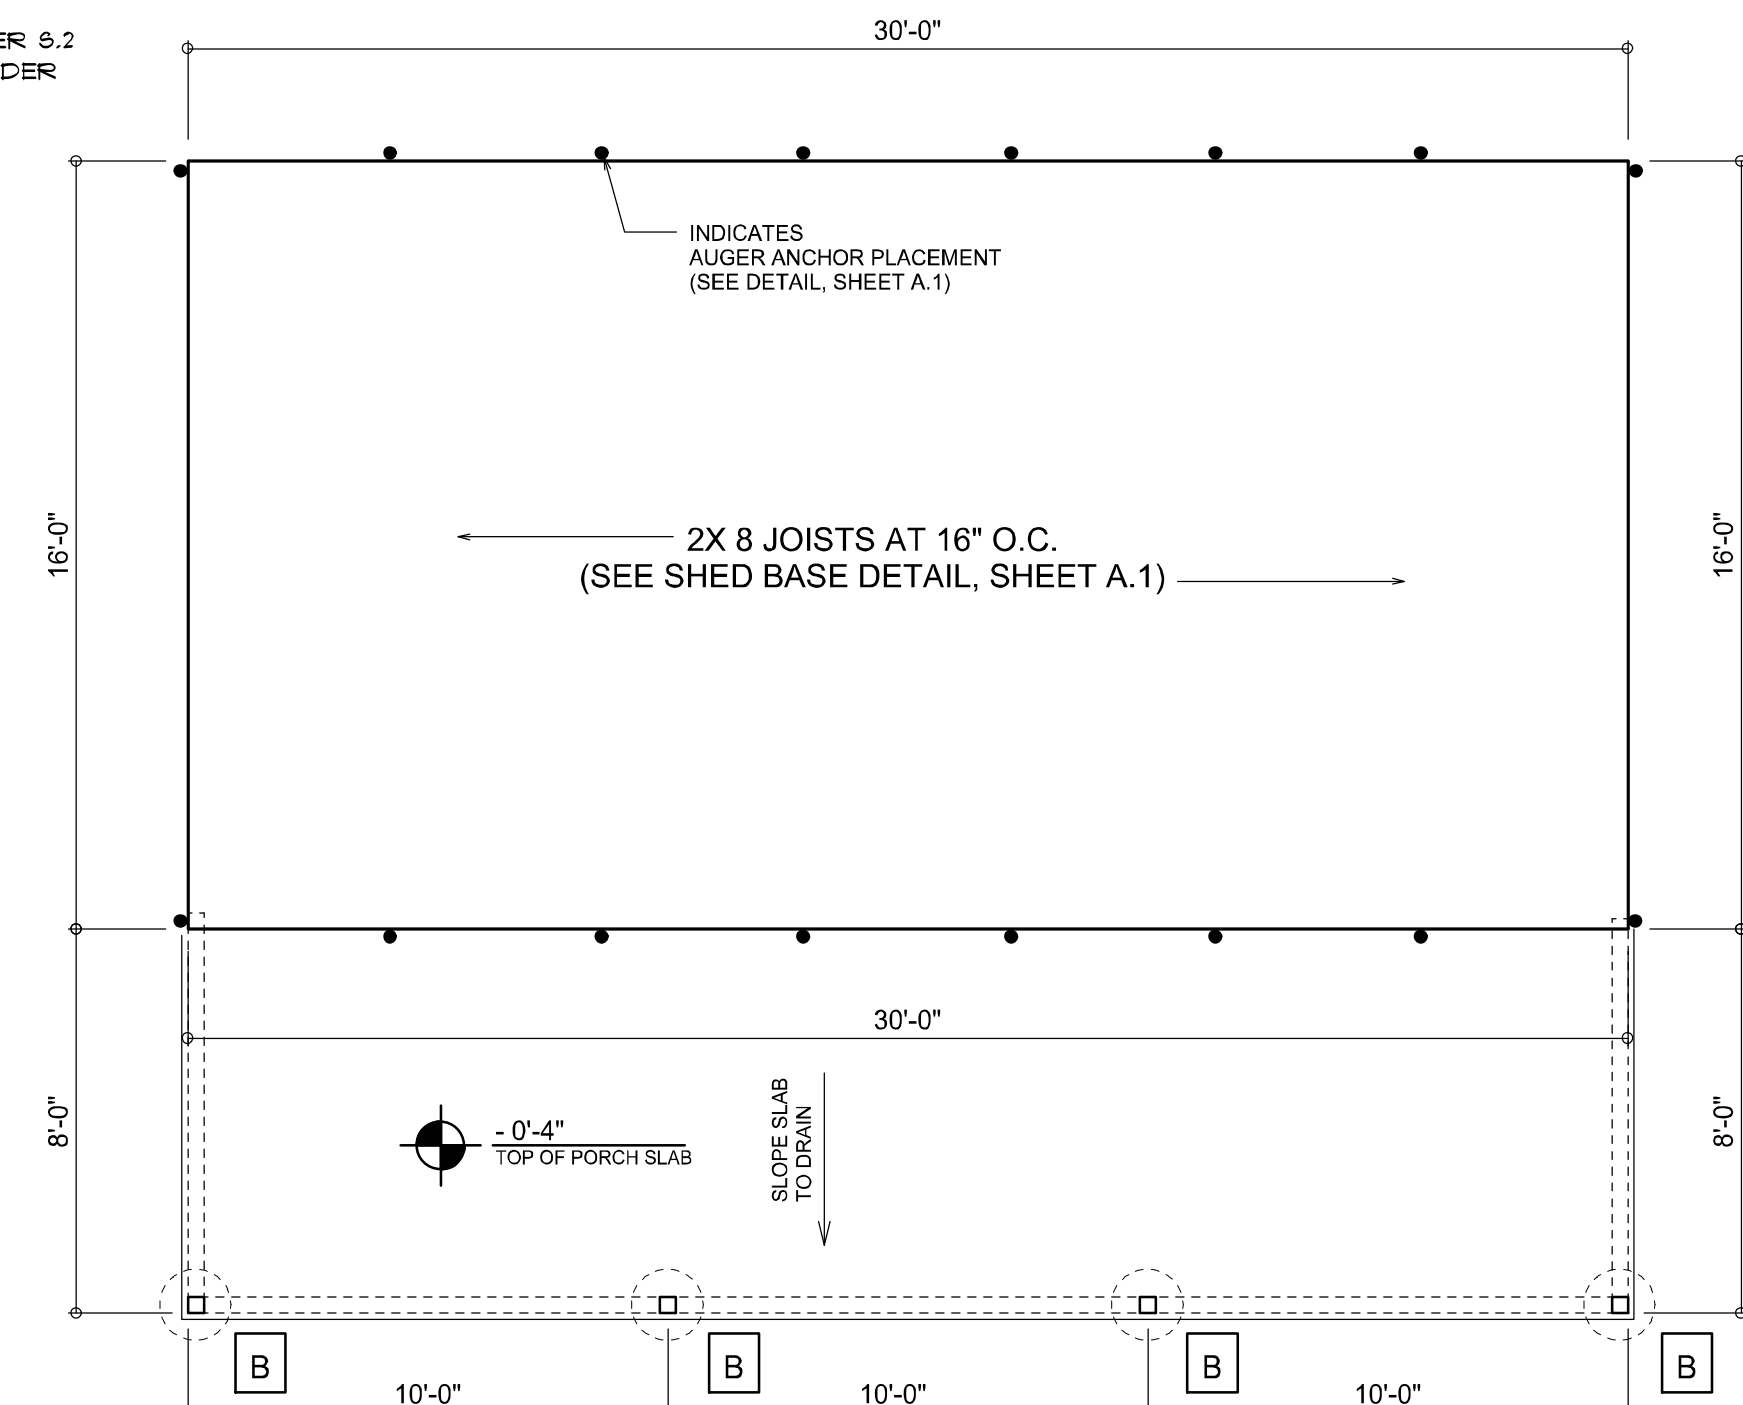 S.2
30'-0"
INDICATES
AUGER ANCHOR PLACEMENT
(SEE DETAIL, SHEET A.1)
16'-0"
2X 8 JOISTS AT 16" O.C.
(SEE SHED BASE DETAIL, SHEET A.1)
16'-0"
30'-0"
8'-0"
- 0'-4"
TOP OF PORCH SLAB
SLOPE SLAB
TO DRAIN
8'-0"
B
B
B
B
10'-0"
10'-0"
10'-0"